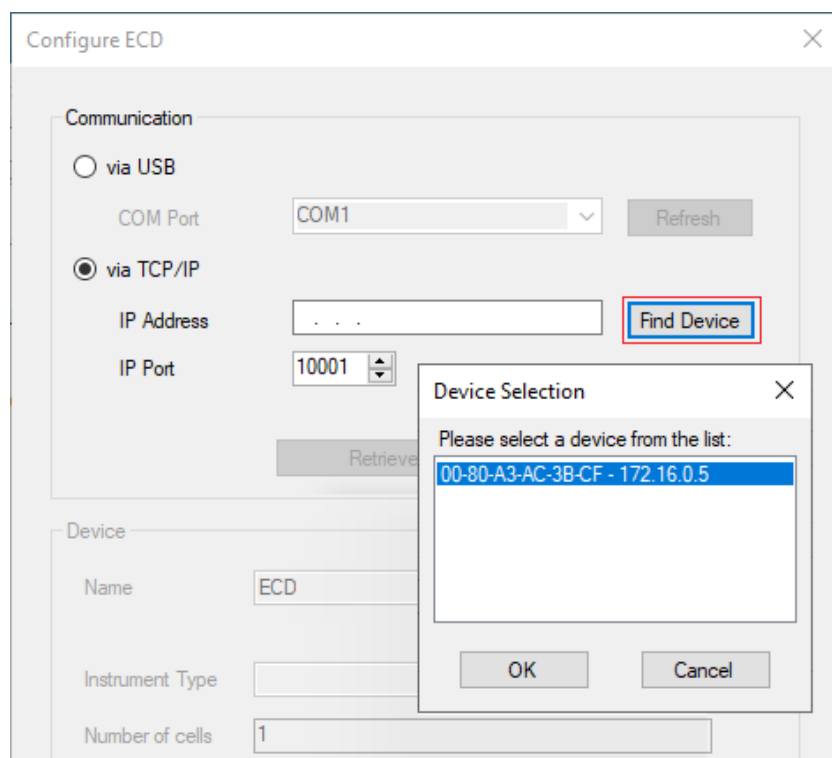 Configure ECD
Communication
via USB
COM Port COM1 Refresh
via TCP/IP
IP Address . . . Find Device
IP Port 10001
Retrieve
Device Selection
Please select a device from the list:
00-80-A3-AC-3B-CF - 172.16.0.5
OK Cancel
Device
Name ECD
Instrument Type
Number of cells 1